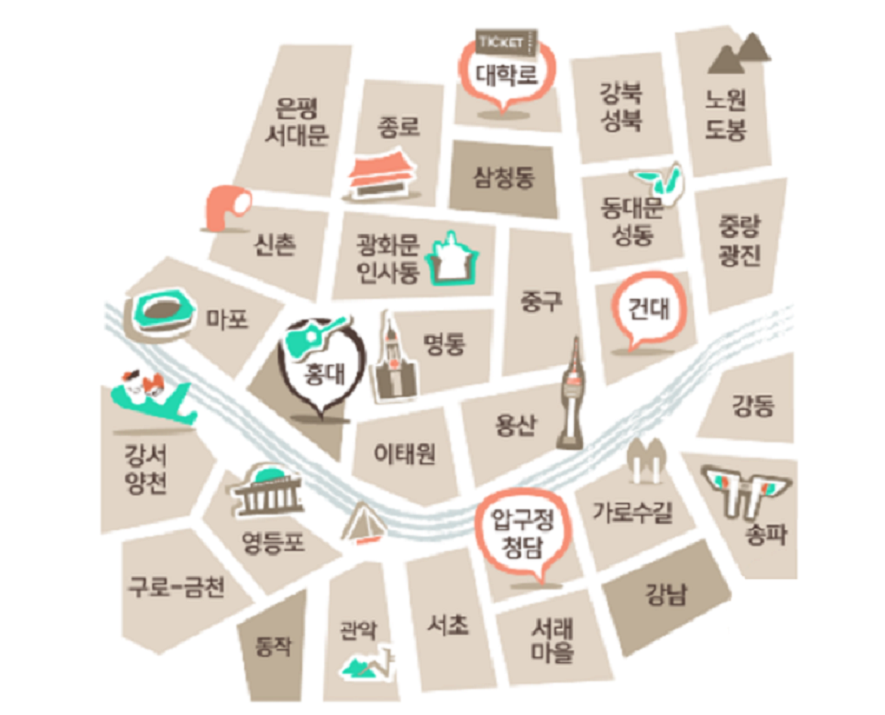 TICKET
대학로
은평
서대문
종로
강북
성북
노원
도봉
삼청동
신촌
광화문
인사동
동대문
성동
중랑
광진
마포
홍대
명동
중구
건대
강서
양천
이태원
용산
강동
영등포
압구정
청담
가로수길
송파
구로-금천
동작
관악
서초
서래
마을
강남